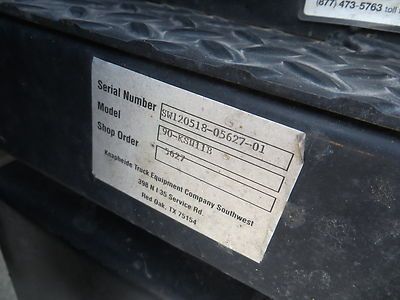 (877) 473-5763 toll
Serial Number SW120518-05627-01
Model 90-KSU118
Shop Order 5627
Knapheide Truck Equipment Company Southwest
398 N I-35 Service Rd.
Red Oak, TX 75154